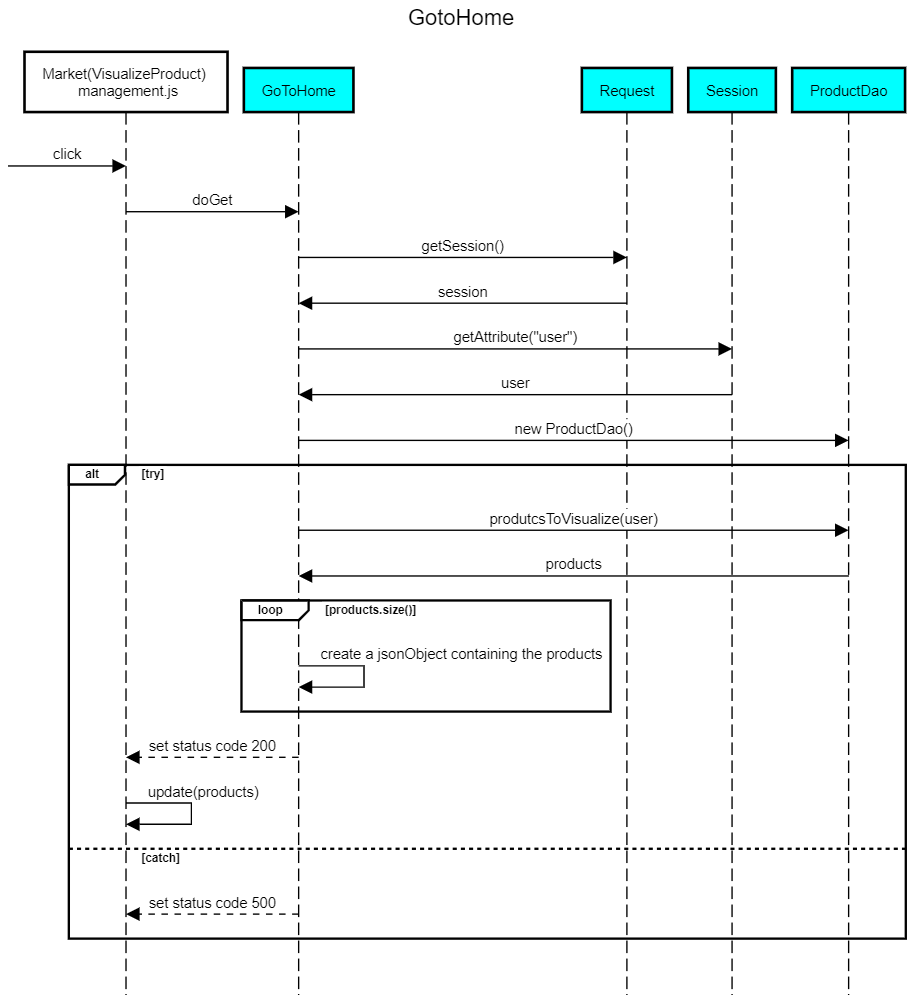 GotoHome
Market(VisualizeProduct)
management.js
GoToHome
Request
Session
ProductDao
click
doGet
getSession()
session
getAttribute("user")
user
new ProductDao()
alt
[try]
produtcsToVisualize(user)
products
loop
[products.size()]
create a jsonObject containing the products
set status code 200
update(products)
[catch]
set status code 500